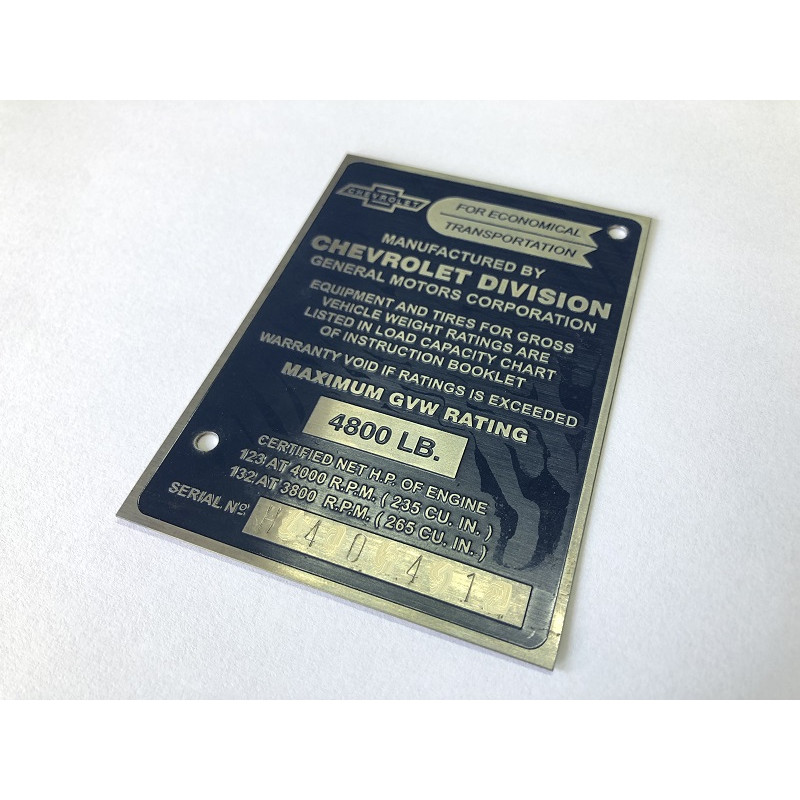 CHEVROLET
FOR ECONOMICAL
TRANSPORTATION
MANUFACTURED BY
CHEVROLET DIVISION
GENERAL MOTORS CORPORATION
EQUIPMENT AND TIRES FOR GROSS
VEHICLE WEIGHT RATINGS ARE
LISTED IN LOAD CAPACITY CHART
OF INSTRUCTION BOOKLET
WARRANTY VOID IF RATINGS IS EXCEEDED
MAXIMUM GVW RATING
4800 LB.
CERTIFIED NET H.P. OF ENGINE
123 AT 4000 R.P.M. ( 235 CU. IN. )
132 AT 3800 R.P.M. ( 265 CU. IN. )
SERIAL Nº